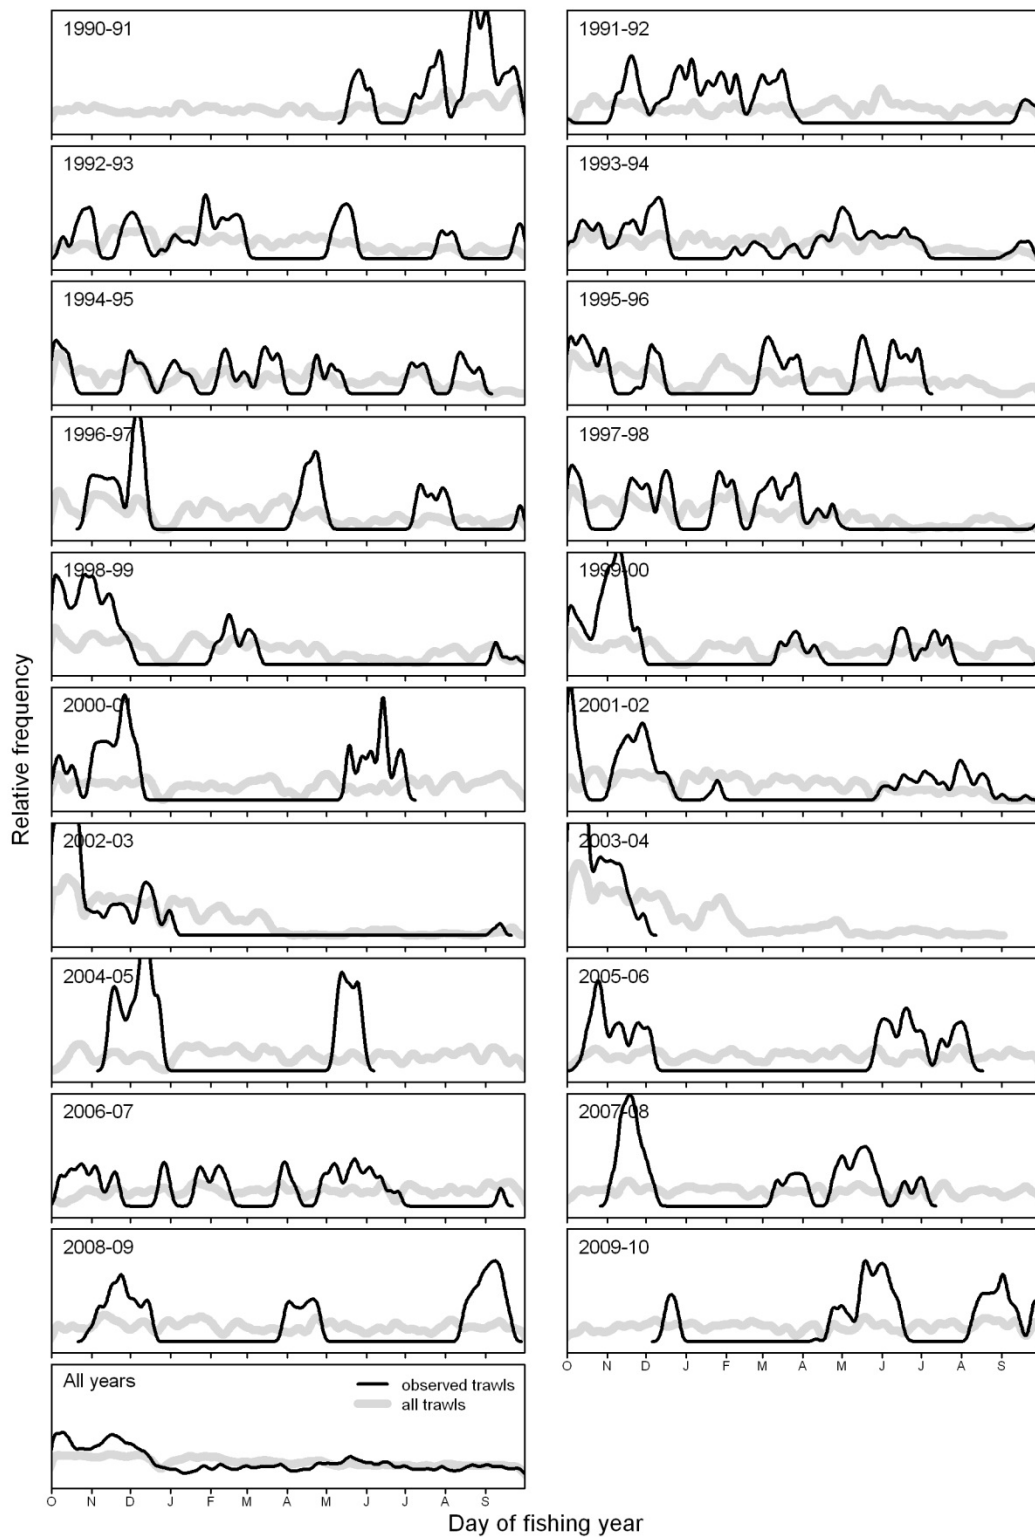 1990-91
1991-92
1992-93
1993-94
1994-95
1995-96
1996-97
1997-98
1998-99
1999-00
2000-01
2001-02
2002-03
2003-04
2004-05
2005-06
2006-07
2007-08
2008-09
2009-10
O N D J F M A M J J A S
All years
observed trawls
all trawls
O N D J F M A M J J A S
Relative frequency
Day of fishing year